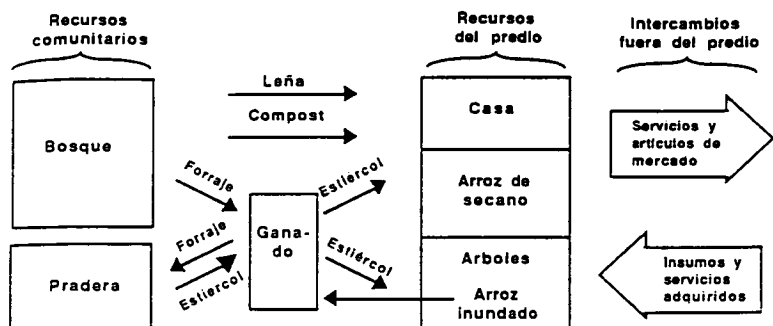 Recursos
comunitarios
Recursos
del predio
Intercambios
fuera del predio
Leña
Compost
Bosque
Forraje
Forraje
Estiercol
Pradera
Gana-
do
Estiércol
Estiércol
Casa
Arroz de
secano
Arboles
Arroz
inundado
Servicios y
artículos de
mercado
Insumos y
servicios
adquiridos